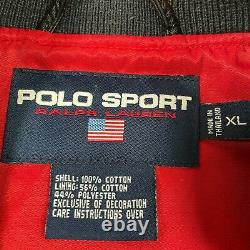 POLO SPORT
RALPH LAUREN
MADE IN
THAILAND
XL
SHELL: 100% COTTON
LINING: 56% COTTON
44% POLYESTER
EXCLUSIVE OF DECORATION
CARE INSTRUCTIONS OVER